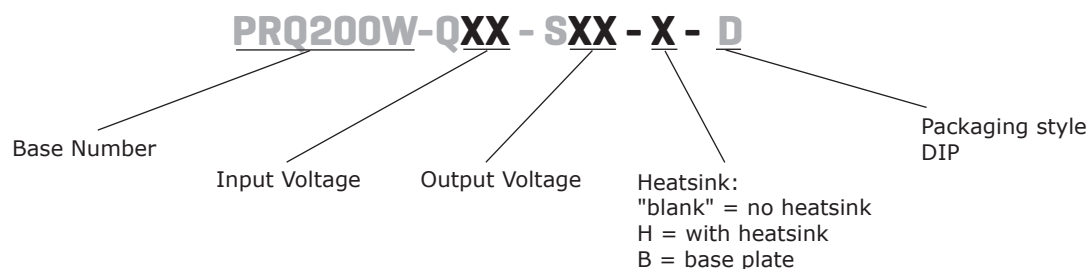 PRQ200W-QXX - SXX - X - D
Base Number
Input Voltage
Output Voltage
Heatsink:
"blank" = no heatsink
H = with heatsink
B = base plate
Packaging style
DIP